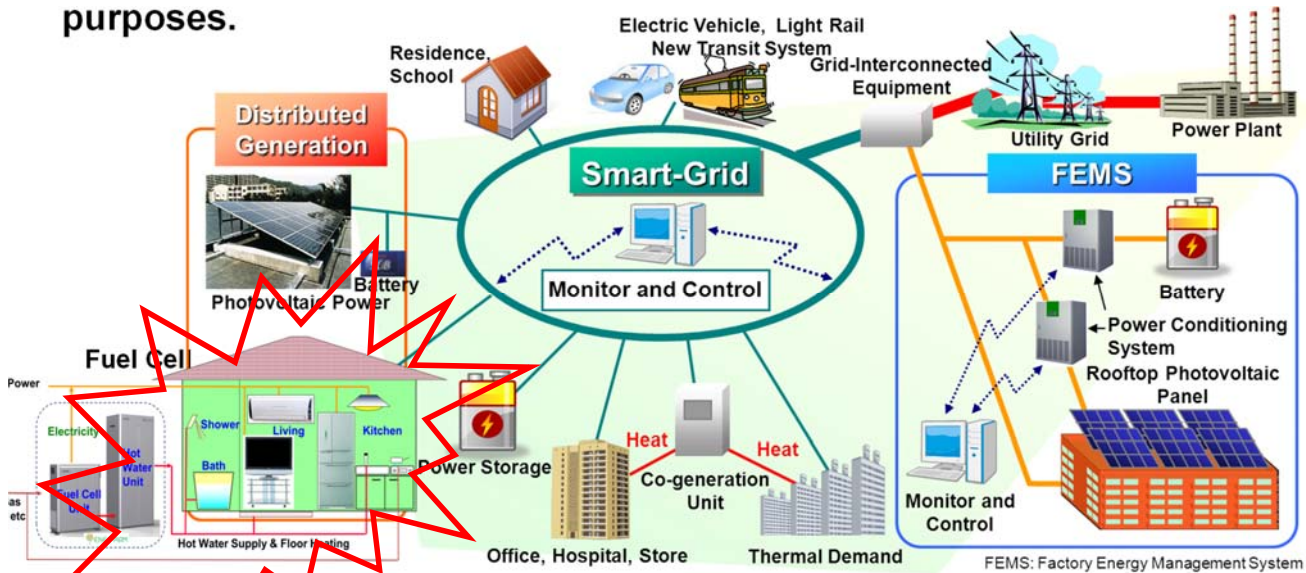 purposes.
Electric Vehicle, Light Rail
New Transit System
Residence,
School
Grid-Interconnected
Equipment
Utility Grid
Power Plant
Distributed
Generation
Smart-Grid
FEMS
Monitor and Control
Battery
Photovoltaic Power
Battery
Power Conditioning
System
Rooftop Photovoltaic
Panel
Fuel Cell
Power
Electricity
Hot
Water
Unit
Fuel Cell
Unit
etc
Shower
Living
Kitchen
Bath
Hot Water Supply & Floor Heating
Power Storage
Heat
Heat
Co-generation
Unit
Office, Hospital, Store
Thermal Demand
Monitor and
Control
FEMS: Factory Energy Management System